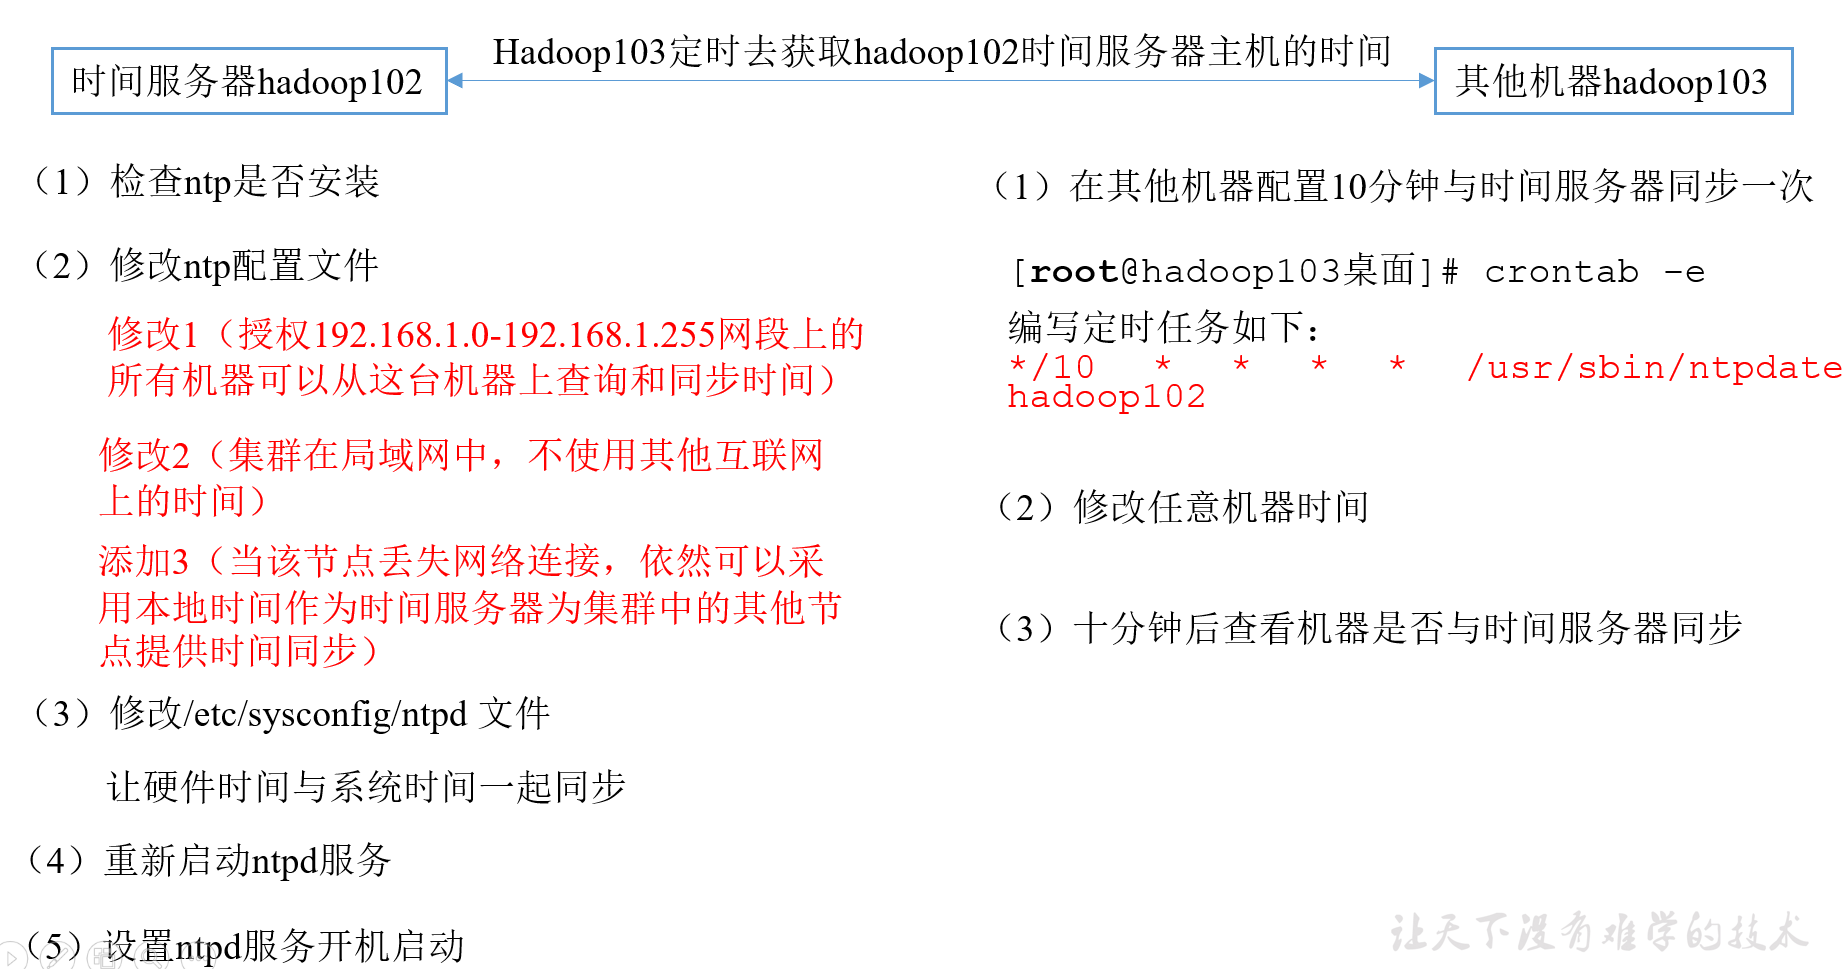 时间服务器hadoop102
Hadoop103定时去获取hadoop102时间服务器主机的时间
其他机器hadoop103
（1）检查ntp是否安装
（2）修改ntp配置文件
修改1（授权192.168.1.0-192.168.1.255网段上的
所有机器可以从这台机器上查询和同步时间）
修改2（集群在局域网中，不使用其他互联网
上的时间）
添加3（当该节点丢失网络连接，依然可以采
用本地时间作为时间服务器为集群中的其他节
点提供时间同步）
（3）修改/etc/sysconfig/ntpd 文件
让硬件时间与系统时间一起同步
（4）重新启动ntpd服务
（5）设置ntpd服务开机启动
（1）在其他机器配置10分钟与时间服务器同步一次
[root@hadoop103桌面]# crontab -e
编写定时任务如下：
*/10 * * * * /usr/sbin/ntpdate
hadoop102
（2）修改任意机器时间
（3）十分钟后查看机器是否与时间服务器同步
让天下没有难学的技术